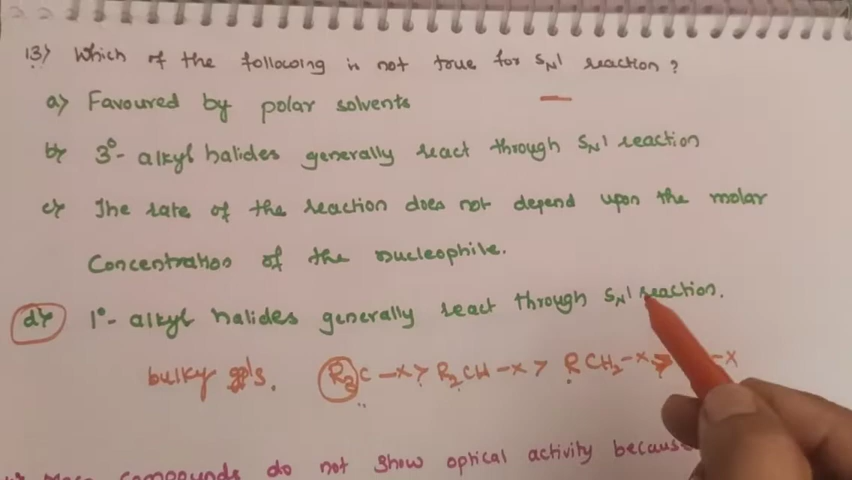 13) Which of the following is not true for SN1 reaction?
a) Favoured by polar solvents
b) 3°- alkyl halides generally react through SN1 reaction
c) The rate of the reaction does not depend upon the molar
Concentration of the nucleophile.
d) 1°- alkyl halides generally react through SN1 reaction.
bulky gps. R3C-X > R2CH-X > RCH2-X > -X
do not show optical activity because